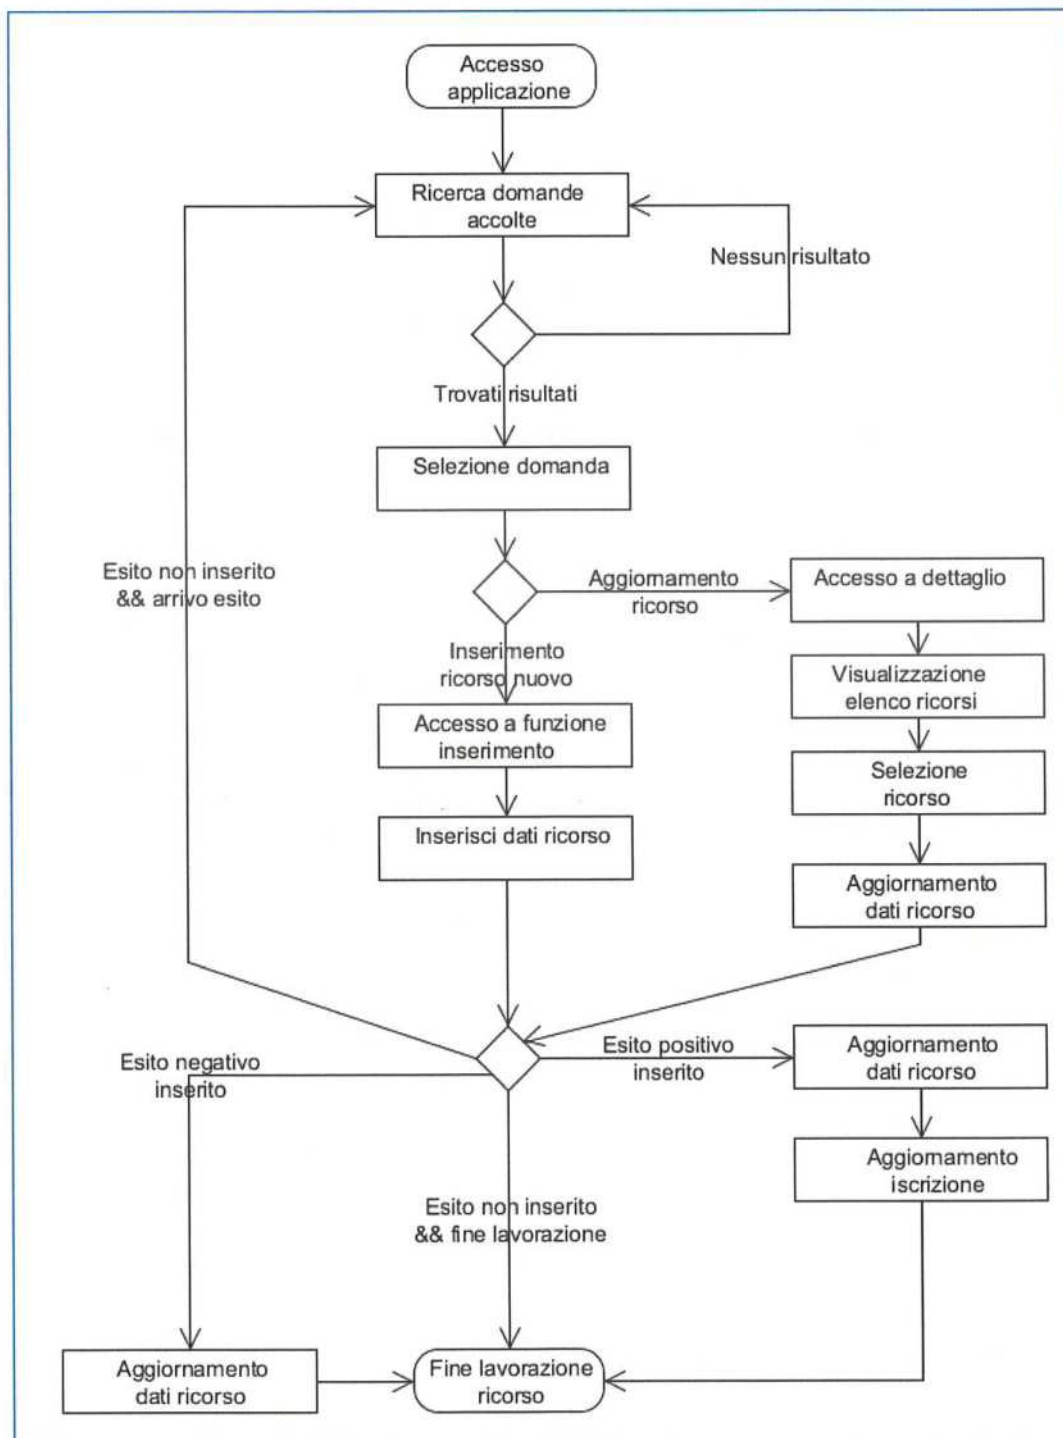 Accesso
applicazione
Ricerca domande
accolte
Nessun risultato
Trovati risultati
Selezione domanda
Esito non inserito
&& arrivo esito
Aggiornamento
ricorso
Accesso a dettaglio
Inserimento
ricorso nuovo
Visualizzazione
elenco ricorsi
Accesso a funzione
inserimento
Selezione
ricorso
Inserisci dati ricorso
Aggiornamento
dati ricorso
Esito negativo
inserito
Esito positivo
inserito
Aggiornamento
dati ricorso
Aggiornamento
iscrizione
Esito non inserito
&& fine lavorazione
Aggiornamento
dati ricorso
Fine lavorazione
ricorso